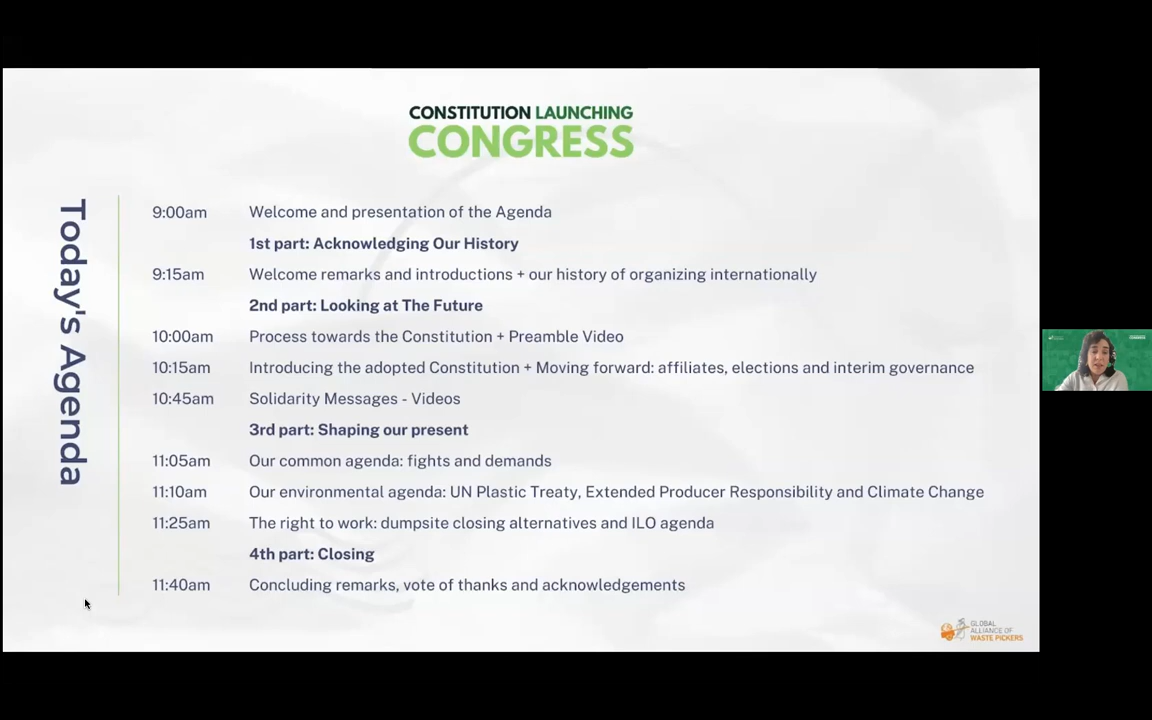 CONSTITUTION LAUNCHING
CONGRESS
Today's Agenda
9:00am Welcome and presentation of the Agenda
1st part: Acknowledging Our History
9:15am Welcome remarks and introductions + our history of organizing internationally
2nd part: Looking at The Future
10:00am Process towards the Constitution + Preamble Video
10:15am Introducing the adopted Constitution + Moving forward: affiliates, elections and interim governance
10:45am Solidarity Messages - Videos
3rd part: Shaping our present
11:05am Our common agenda: fights and demands
11:10am Our environmental agenda: UN Plastic Treaty, Extended Producer Responsibility and Climate Change
11:25am The right to work: dumpsite closing alternatives and ILO agenda
4th part: Closing
11:40am Concluding remarks, vote of thanks and acknowledgements
GLOBAL
ALLIANCE OF
WASTE PICKERS